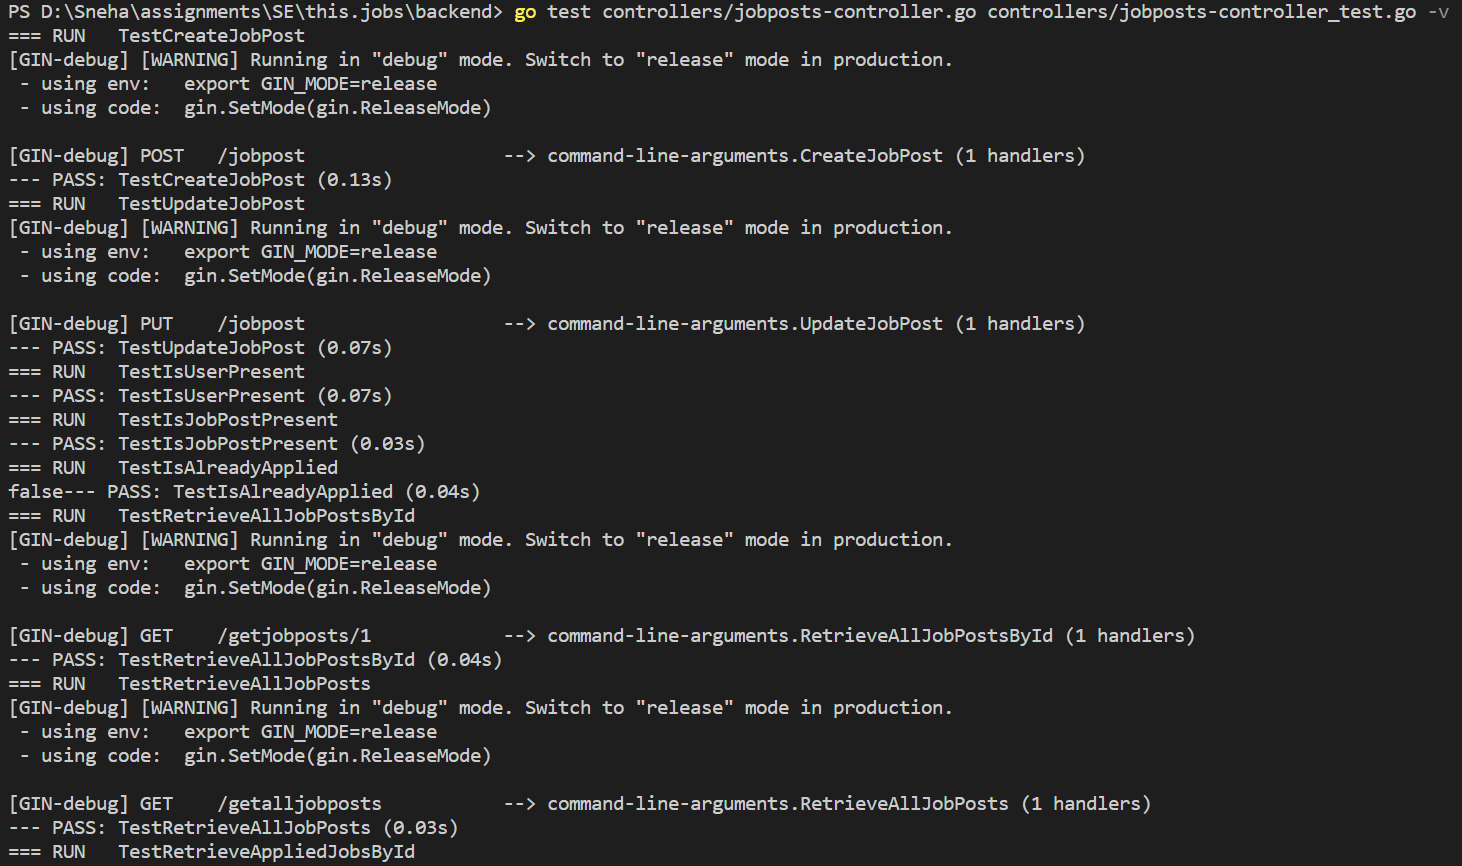 PS D:\Sneha\assignments\SE\this.jobs\backend> go test controllers/jobposts-controller.go controllers/jobposts-controller_test.go -v
=== RUN   TestCreateJobPost
[GIN-debug] [WARNING] Running in "debug" mode. Switch to "release" mode in production.
 - using env:   export GIN_MODE=release
 - using code:  gin.SetMode(gin.ReleaseMode)

[GIN-debug] POST   /jobpost                  --> command-line-arguments.CreateJobPost (1 handlers)
--- PASS: TestCreateJobPost (0.13s)
=== RUN   TestUpdateJobPost
[GIN-debug] [WARNING] Running in "debug" mode. Switch to "release" mode in production.
 - using env:   export GIN_MODE=release
 - using code:  gin.SetMode(gin.ReleaseMode)

[GIN-debug] PUT    /jobpost                  --> command-line-arguments.UpdateJobPost (1 handlers)
--- PASS: TestUpdateJobPost (0.07s)
=== RUN   TestIsUserPresent
--- PASS: TestIsUserPresent (0.07s)
=== RUN   TestIsJobPostPresent
--- PASS: TestIsJobPostPresent (0.03s)
=== RUN   TestIsAlreadyApplied
false--- PASS: TestIsAlreadyApplied (0.04s)
=== RUN   TestRetrieveAllJobPostsById
[GIN-debug] [WARNING] Running in "debug" mode. Switch to "release" mode in production.
 - using env:   export GIN_MODE=release
 - using code:  gin.SetMode(gin.ReleaseMode)

[GIN-debug] GET    /getjobposts/1            --> command-line-arguments.RetrieveAllJobPostsById (1 handlers)
--- PASS: TestRetrieveAllJobPostsById (0.04s)
=== RUN   TestRetrieveAllJobPosts
[GIN-debug] [WARNING] Running in "debug" mode. Switch to "release" mode in production.
 - using env:   export GIN_MODE=release
 - using code:  gin.SetMode(gin.ReleaseMode)

[GIN-debug] GET    /getalljobposts           --> command-line-arguments.RetrieveAllJobPosts (1 handlers)
--- PASS: TestRetrieveAllJobPosts (0.03s)
=== RUN   TestRetrieveAppliedJobsById